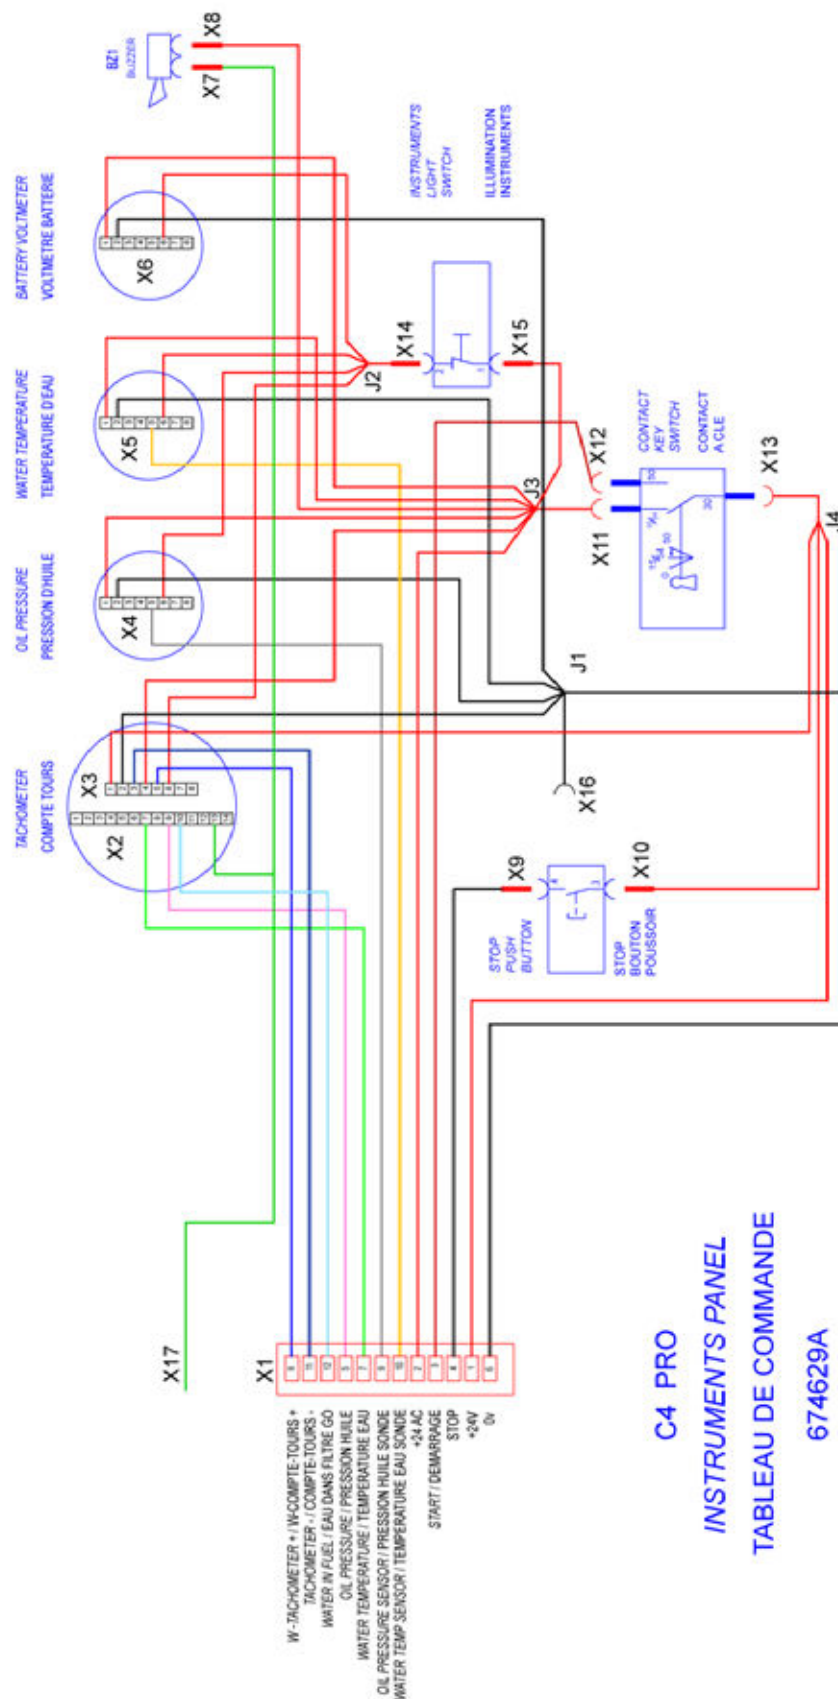 X8
X7
BZ1
BUZZER
BATTERY VOLTMETER
VOLTMETRE BATTERIE
X6
INSTRUMENTS
LIGHT
SWITCH
ILLUMINATION
INSTRUMENTS
WATER TEMPERATURE
TEMPERATURE D'EAU
X5
J2
X14
X15
OIL PRESSURE
PRESSION D'HUILE
X4
J3
X12
X11
CONTACT
KEY
SWITCH
CONTACT
A CLE
50
30
X13
J4
J1
TACHOMETER
COMPTE TOURS
X3
X2
X16
X9
X10
STOP
PUSH
BUTTON
STOP
BOUTON
POUSSOIR
X17
X1
W-TACHOMETER + / W-COMPTE-TOURS +
TACHOMETER - / COMPTE-TOURS -
WATER IN FUEL / EAU DANS FILTRE GO
OIL PRESSURE / PRESSION HUILE
WATER TEMPERATURE / TEMPERATURE EAU
OIL PRESSURE SENSOR / PRESSION HUILE SONDE
WATER TEMP SENSOR / TEMPERATURE EAU SONDE
+24 AC
START / DEMARRAGE
STOP
+24V
0v
C4 PRO
INSTRUMENTS PANEL
TABLEAU DE COMMANDE
674629A